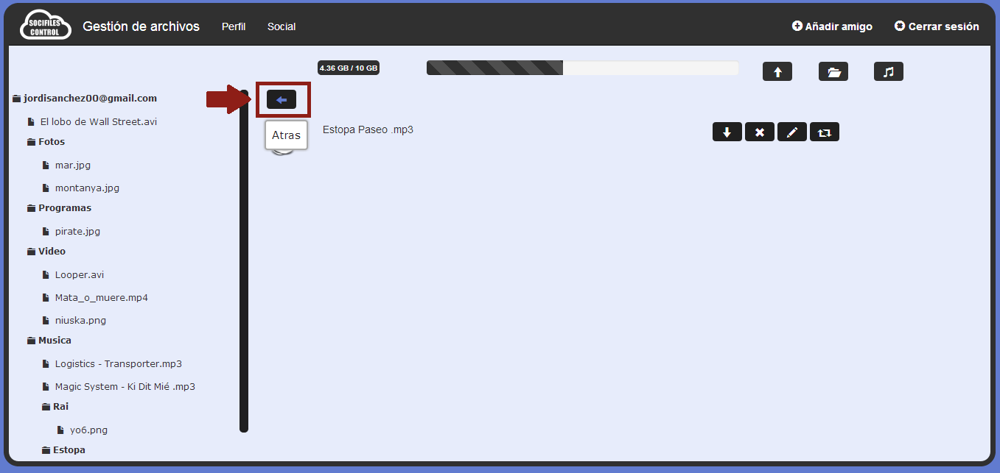 SOCIFILES
CONTROL
Gestión de archivos
Perfil
Social
Añadir amigo
Cerrar sesión
4.36 GB / 10 GB
jordisanchez00@gmail.com
El lobo de Wall Street.avi
Fotos
mar.jpg
montanya.jpg
Programas
pirate.jpg
Video
Looper.avi
Mata_o_muere.mp4
niuska.png
Musica
Logistics - Transporter.mp3
Magic System - Ki Dit Mié .mp3
Rai
yo6.png
Estopa
Atras
Estopa Paseo .mp3